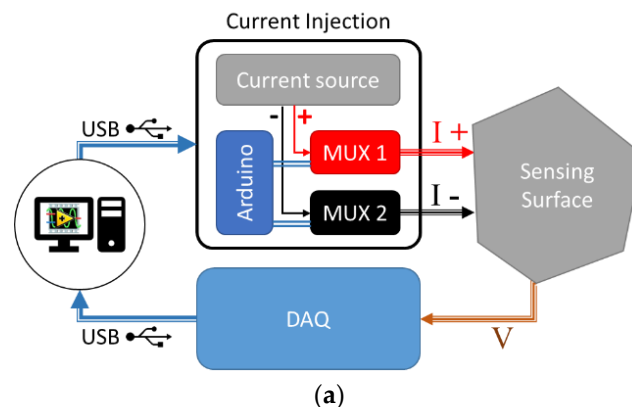 Current Injection
Current source
USB
-
+
MUX 1
I +
Arduino
Sensing
Surface
MUX 2
I -
DAQ
USB
V
(a)